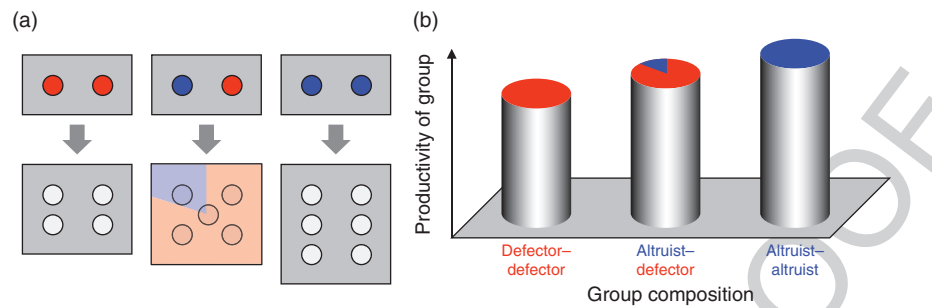 (a)
(b)
Productivity of group
Defector–
defector
Altruist–
defector
Altruist–
altruist
Group composition